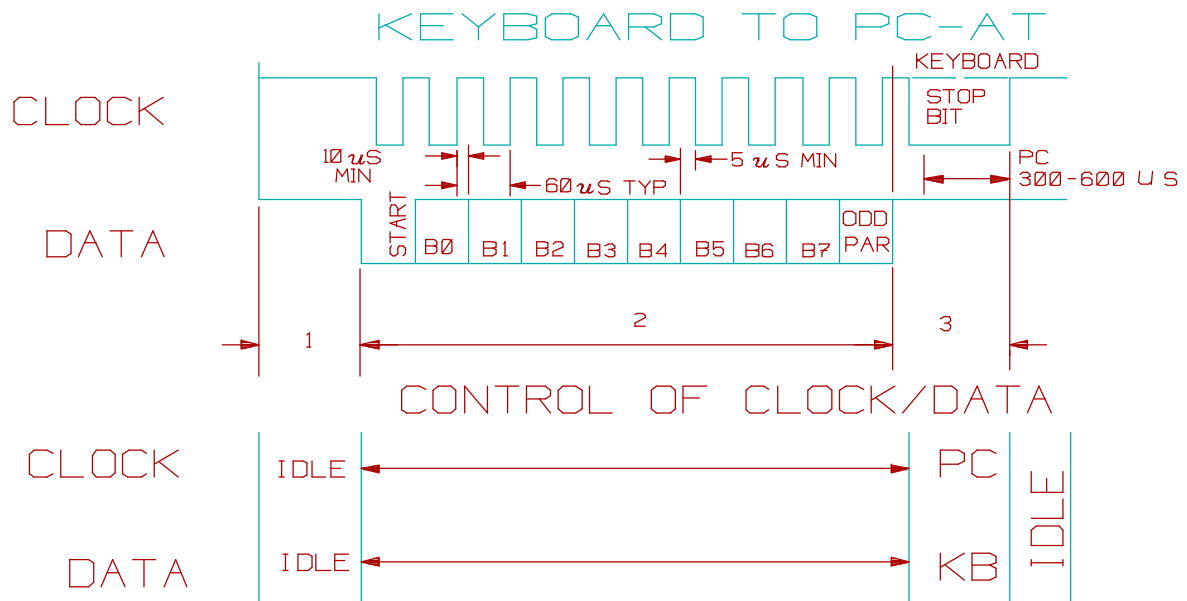 KEYBOARD TO PC-AT
KEYBOARD
CLOCK
STOP
BIT
10 uS
MIN
5 uS MIN
PC
300-600 U S
60uS TYP
DATA
START
B0
B1
B2
B3
B4
B5
B6
B7
ODD
PAR
1
2
3
CONTROL OF CLOCK/DATA
CLOCK
IDLE
PC
IDLE
DATA
IDLE
KB